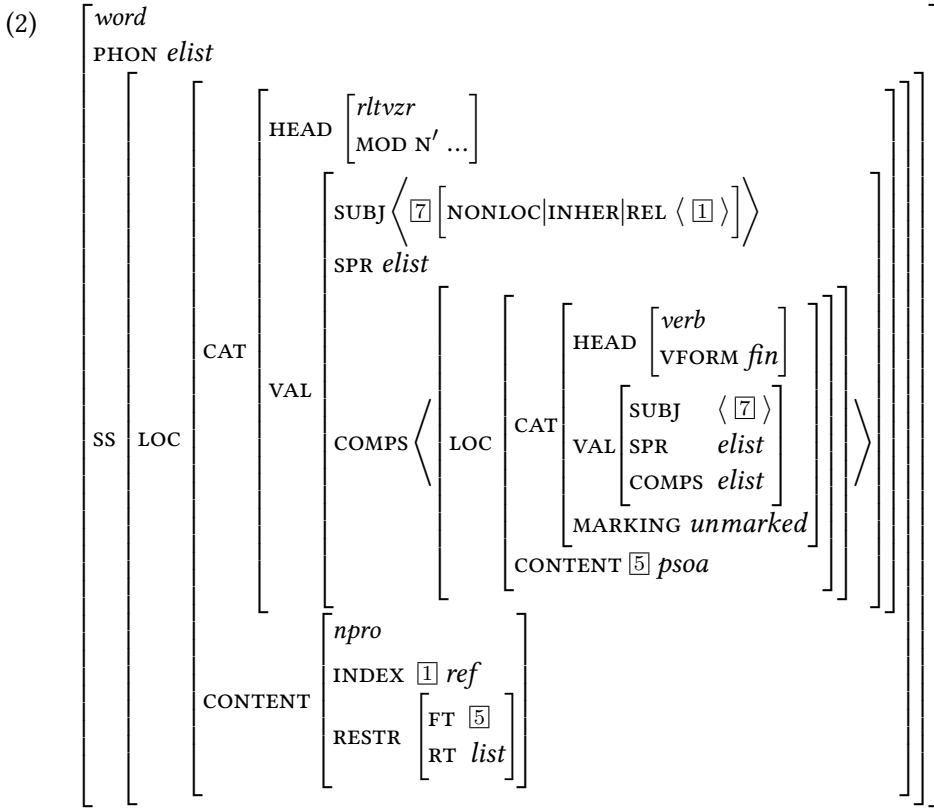 (2)
word
PHON elist
HEAD [rltvzr
MOD N′ ...]
SUBJ ⟨ 7 [NONLOC|INHER|REL ⟨ 1 ⟩] ⟩
SPR elist
HEAD [verb
VFORM fin]
CAT
VAL
SUBJ ⟨ 7 ⟩
SS LOC COMPS ⟨ LOC CAT VAL SPR elist
COMPS elist
MARKING unmarked
CONTENT 5 psoa
npro
INDEX 1 ref
CONTENT
RESTR
FT 5
RT list